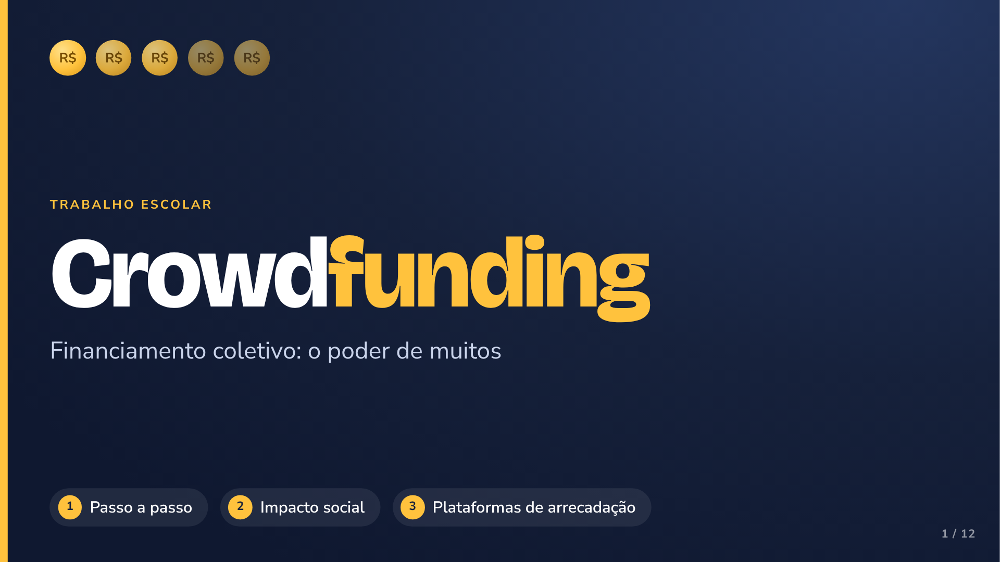 R$ R$ R$ R$ R$
TRABALHO ESCOLAR
Crowdfunding
Financiamento coletivo: o poder de muitos
1 Passo a passo 2 Impacto social 3 Plataformas de arrecadação
1 / 12